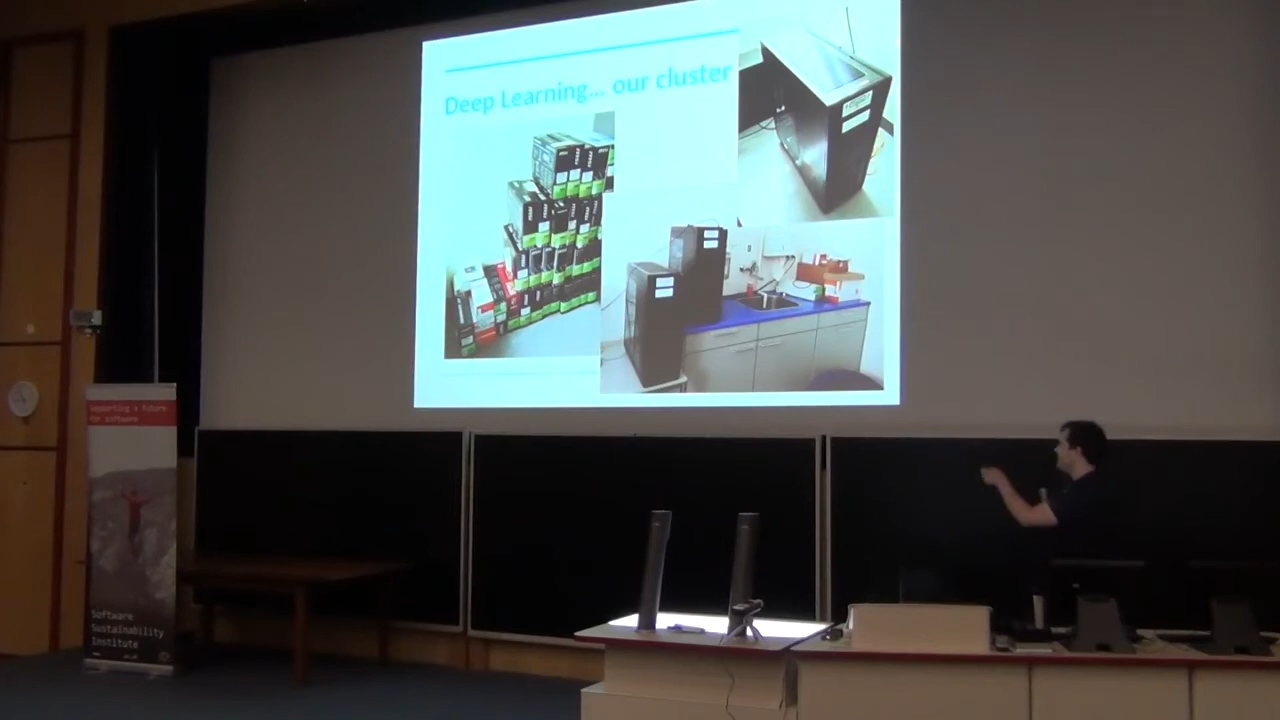 Deep Learning... our cluster
Supporting a future
for software
Software
Sustainability
Institute